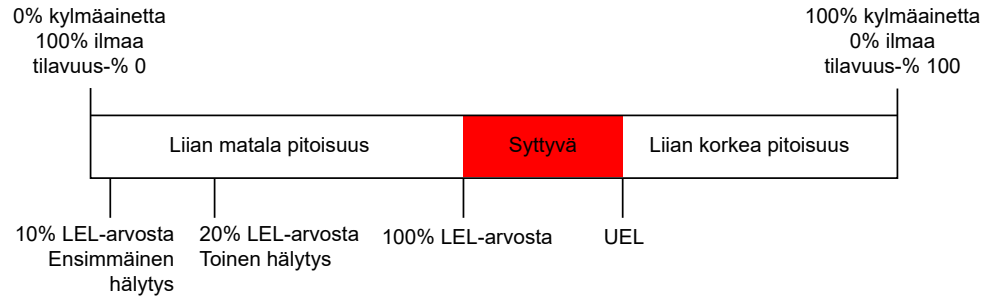 0% kylmäainetta
100% ilmaa
tilavuus-% 0
100% kylmäainetta
0% ilmaa
tilavuus-% 100
Liian matala pitoisuus
Syttyvä
Liian korkea pitoisuus
10% LEL-arvosta
Ensimmäinen
hälytys
20% LEL-arvosta
Toinen hälytys
100% LEL-arvosta
UEL